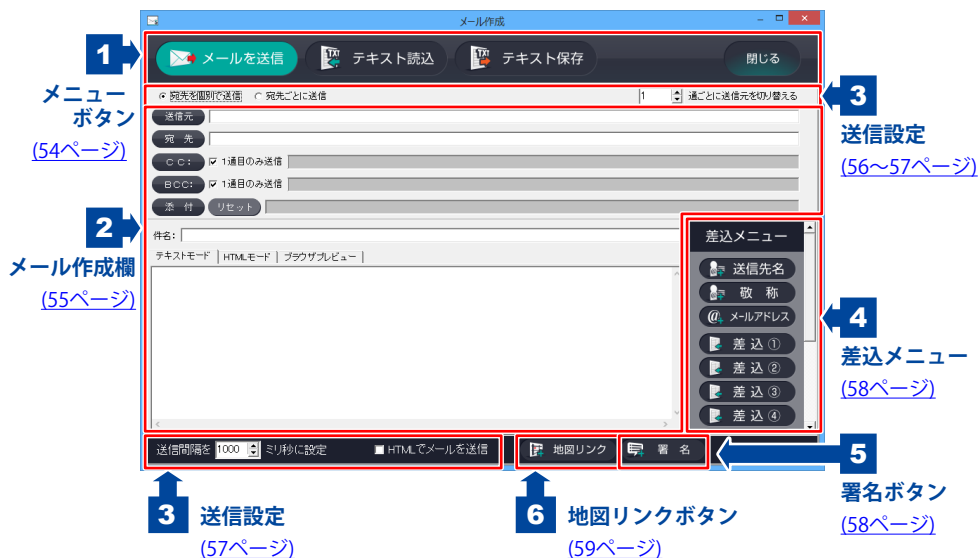 メール作成
1
メニュー
ボタン
(54ページ)
メールを送信
テキスト読込
テキスト保存
閉じる
宛先を個別で送信
宛先ごとに送信
1
通ごとに送信元を切り替える
3
送信設定
(56〜57ページ)
送信元
宛 先
CC:
1通目のみ送信
BCC:
1通目のみ送信
添 付
リセット
2
メール作成欄
(55ページ)
件名:
テキストモード
HTMLモード
ブラウザプレビュー
差込メニュー
送信先名
敬 称
メールアドレス
差込①
差込②
差込③
差込④
4
差込メニュー
(58ページ)
送信間隔を
1000
ミリ秒に設定
HTMLでメールを送信
地図リンク
署 名
5
署名ボタン
(58ページ)
3
送信設定
(57ページ)
6
地図リンクボタン
(59ページ)